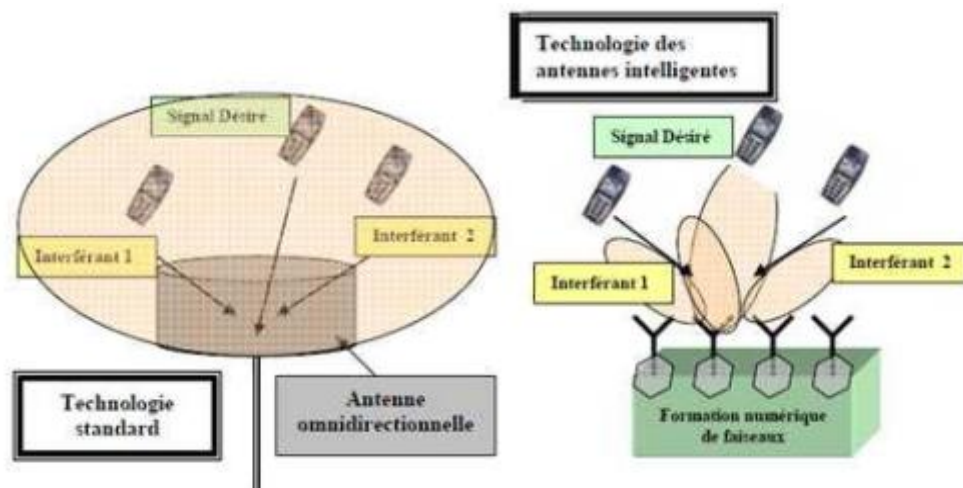 Signal Désiré
Interférant 1
Interférant 2
Technologie
standard
Antenne
omnidirectionnelle
Technologie des
antennes intelligentes
Signal Désiré
Interférant 1
Interférant 2
Formation numérique
de faiseaux